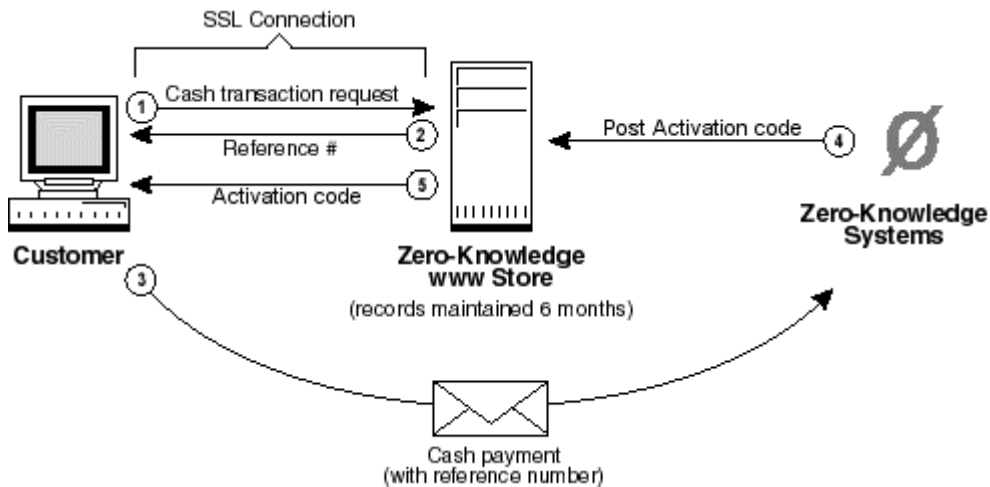 SSL Connection
1
Cash transaction request
2
Reference #
Post Activation code
4
Ø
5
Activation code
Customer
Zero-Knowledge
www Store
(records maintained 6 months)
Zero-Knowledge
Systems
3
Cash payment
(with reference number)